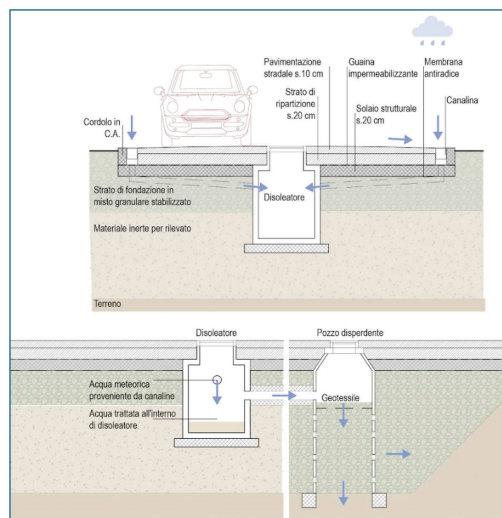 Pavimentazione
stradale s.10 cm
Guaina
impermeabilizzante
Membrana
antiradice
Strato di
ripartizione
s.20 cm
Solaio strutturale
s.20 cm
Canalina
Cordolo in
C.A.
Strato di fondazione in
misto granulare stabilizzato
Disoleatore
Materiale inerte per rilevato
Terreno
Disoleatore
Pozzo disperdente
Acqua meteorica
proveniente da canaline
Acqua trattata all'interno
di disoleatore
Geotessile